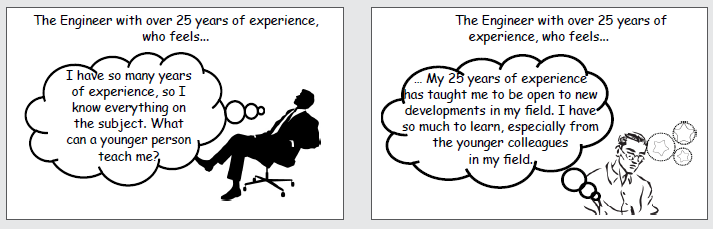 The Engineer with over 25 years of experience,
who feels...
I have so many years
of experience, so I
know everything on
the subject. What
can a younger person
teach me?
The Engineer with over 25 years of
experience, who feels...
... My 25 years of experience
has taught me to be open to new
developments in my field. I have
so much to learn, especially from
the younger colleagues
in my field.